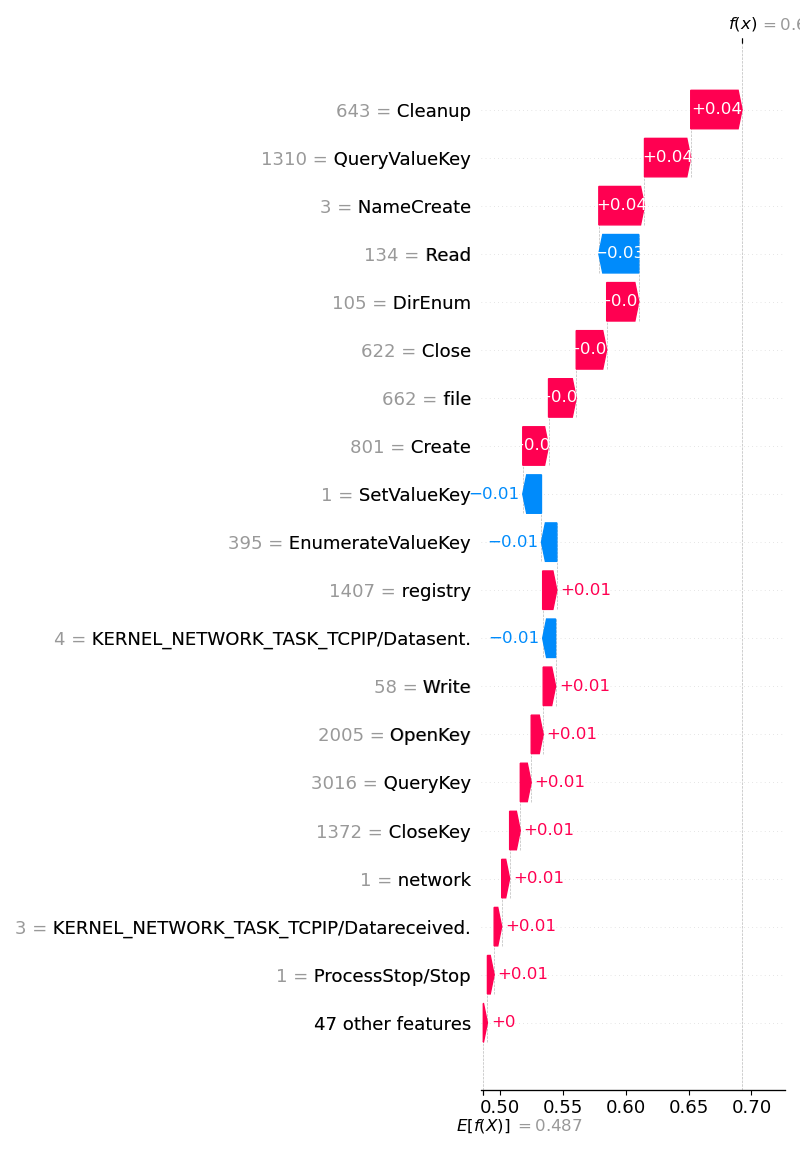 f(x) = 0.6
643 = Cleanup +0.04
1310 = QueryValueKey +0.04
3 = NameCreate +0.04
134 = Read −0.03
105 = DirEnum
622 = Close
662 = file
801 = Create
1 = SetValueKey −0.01
395 = EnumerateValueKey −0.01
1407 = registry +0.01
4 = KERNEL_NETWORK_TASK_TCPIP/Datasent. −0.01
58 = Write +0.01
2005 = OpenKey +0.01
3016 = QueryKey +0.01
1372 = CloseKey +0.01
1 = network +0.01
3 = KERNEL_NETWORK_TASK_TCPIP/Datareceived. +0.01
1 = ProcessStop/Stop +0.01
47 other features +0
0.50 0.55 0.60 0.65 0.70
E[f(X)] = 0.487